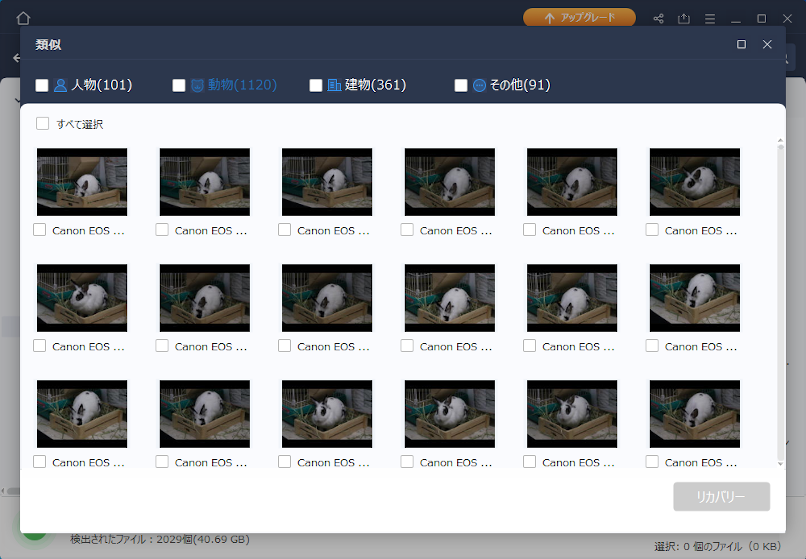 アップグレード
類似
人物(101) 動物(1120) 建物(361) その他(91)
すべて選択
Canon EOS ... Canon EOS ... Canon EOS ... Canon EOS ... Canon EOS ... Canon EOS ...
Canon EOS ... Canon EOS ... Canon EOS ... Canon EOS ... Canon EOS ... Canon EOS ...
Canon EOS ... Canon EOS ... Canon EOS ... Canon EOS ... Canon EOS ... Canon EOS ...
リカバリー
検出されたファイル : 2029個(40.69 GB)
選択: 0 個のファイル（0 KB）